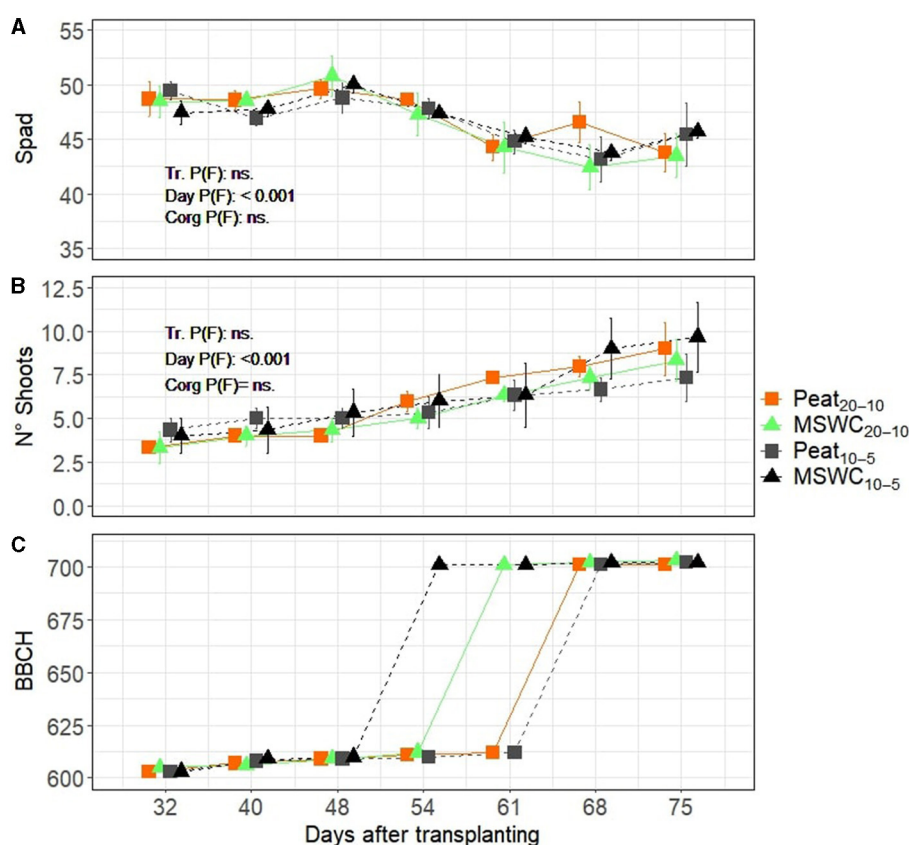 A
55
50
45
40
35
Spad
Tr. P(F): ns.
Day P(F): < 0.001
Corg P(F): ns.
B
12.5
10.0
7.5
5.0
2.5
0.0
N° Shoots
Tr. P(F): ns.
Day P(F): <0.001
Corg P(F)= ns.
Peat20−10
MSWC20−10
Peat10−5
MSWC10−5
C
700
675
650
625
600
BBCH
32 40 48 54 61 68 75
Days after transplanting